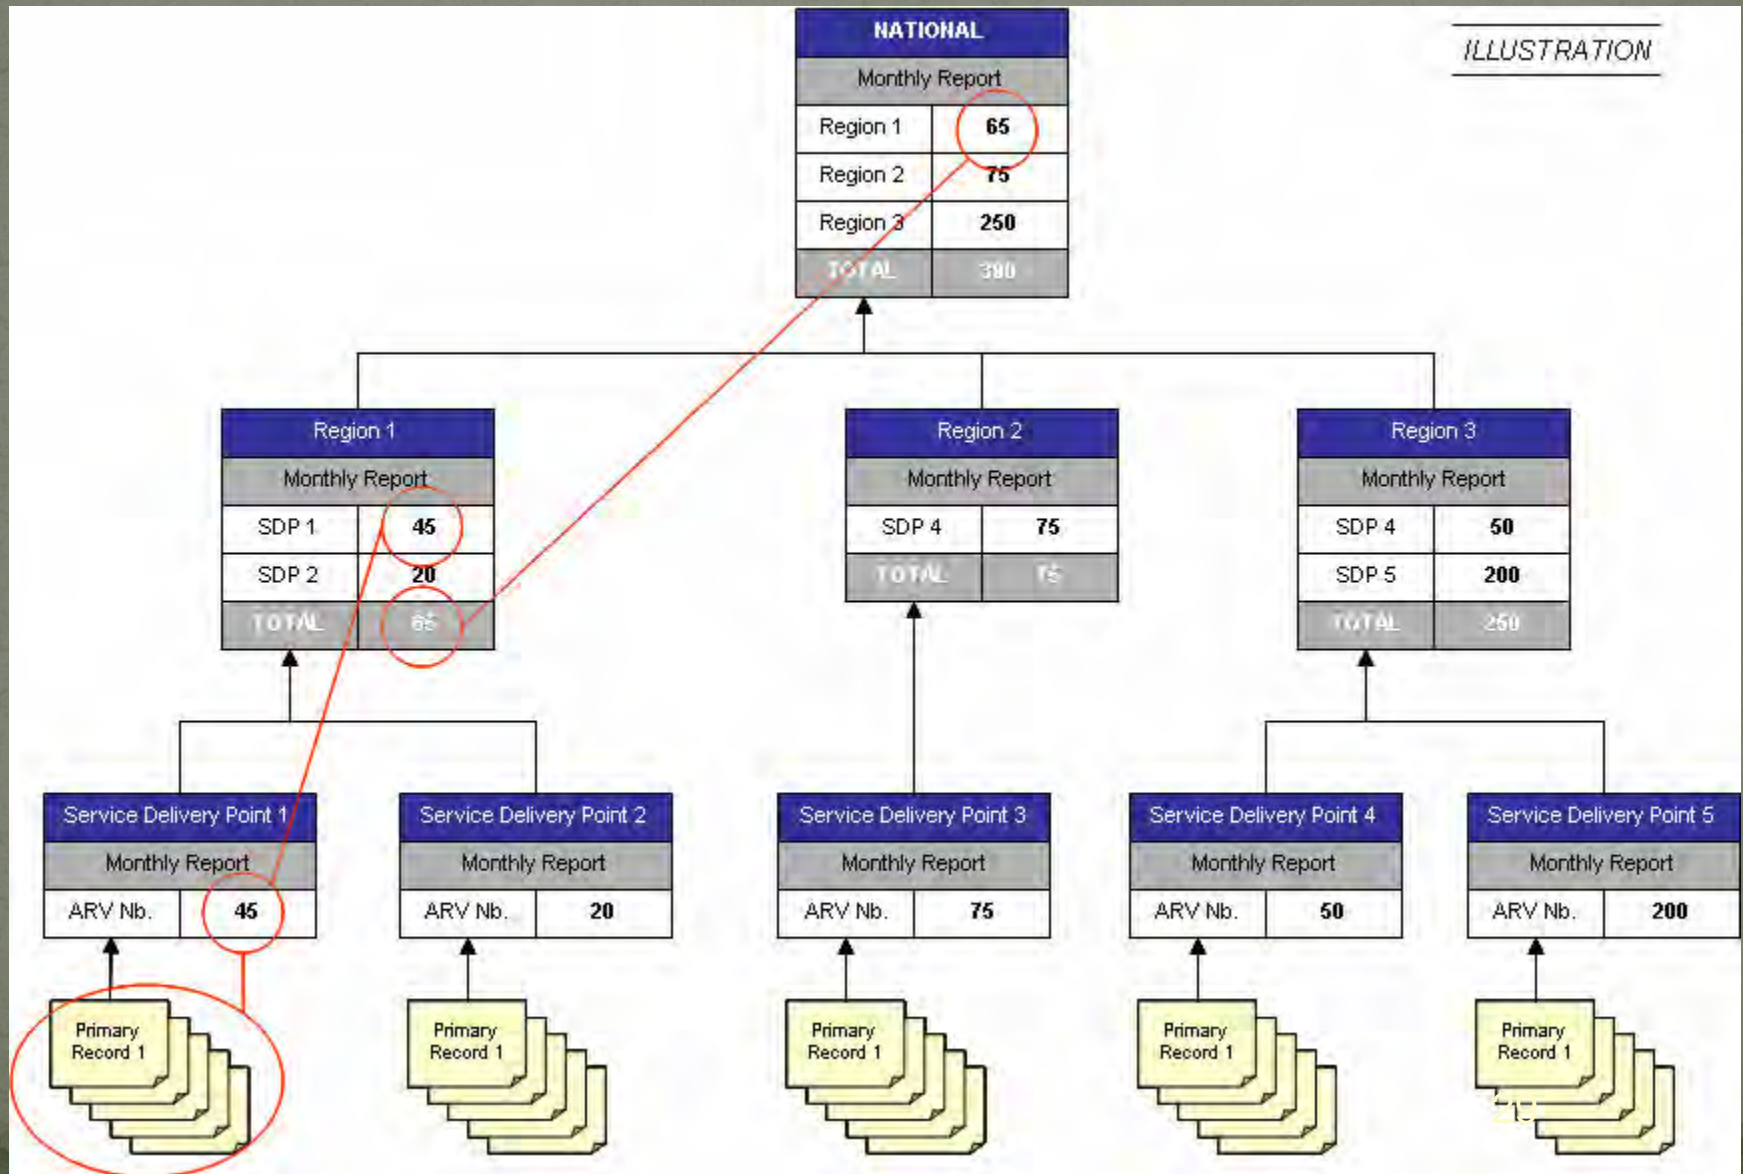 ILLUSTRATION
NATIONAL
Monthly Report
Region 1 65
Region 2 75
Region 3 250
TOTAL 390
Region 1
Monthly Report
SDP 1 45
SDP 2 20
TOTAL 65
Region 2
Monthly Report
SDP 4 75
TOTAL 75
Region 3
Monthly Report
SDP 4 50
SDP 5 200
TOTAL 250
Service Delivery Point 1
Monthly Report
ARV Nb. 45
Service Delivery Point 2
Monthly Report
ARV Nb. 20
Service Delivery Point 3
Monthly Report
ARV Nb. 75
Service Delivery Point 4
Monthly Report
ARV Nb. 50
Service Delivery Point 5
Monthly Report
ARV Nb. 200
Primary
Record 1
Primary
Record 1
Primary
Record 1
Primary
Record 1
Primary
Record 1